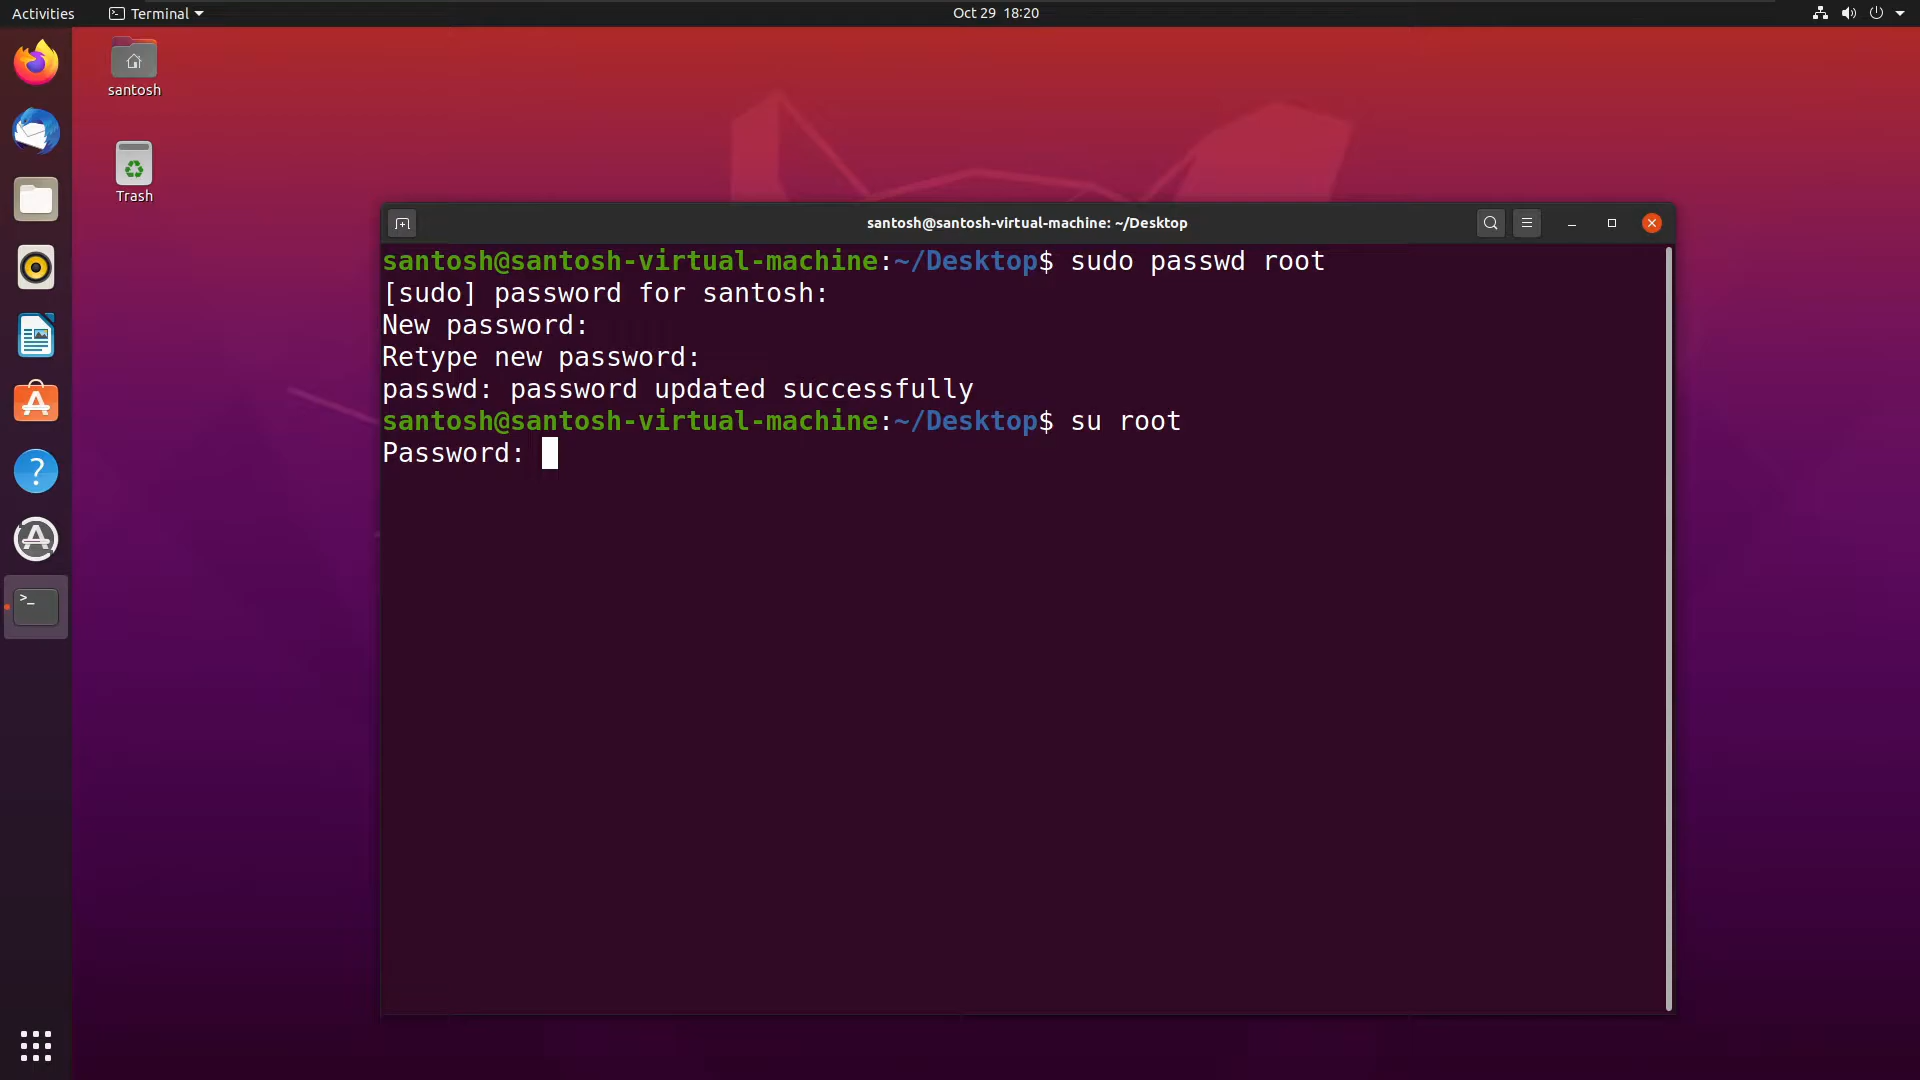 Activities
Terminal
Oct 29 18:20
santosh
Trash
santosh@santosh-virtual-machine: ~/Desktop
santosh@santosh-virtual-machine:~/Desktop$ sudo passwd root
[sudo] password for santosh:
New password:
Retype new password:
passwd: password updated successfully
santosh@santosh-virtual-machine:~/Desktop$ su root
Password: